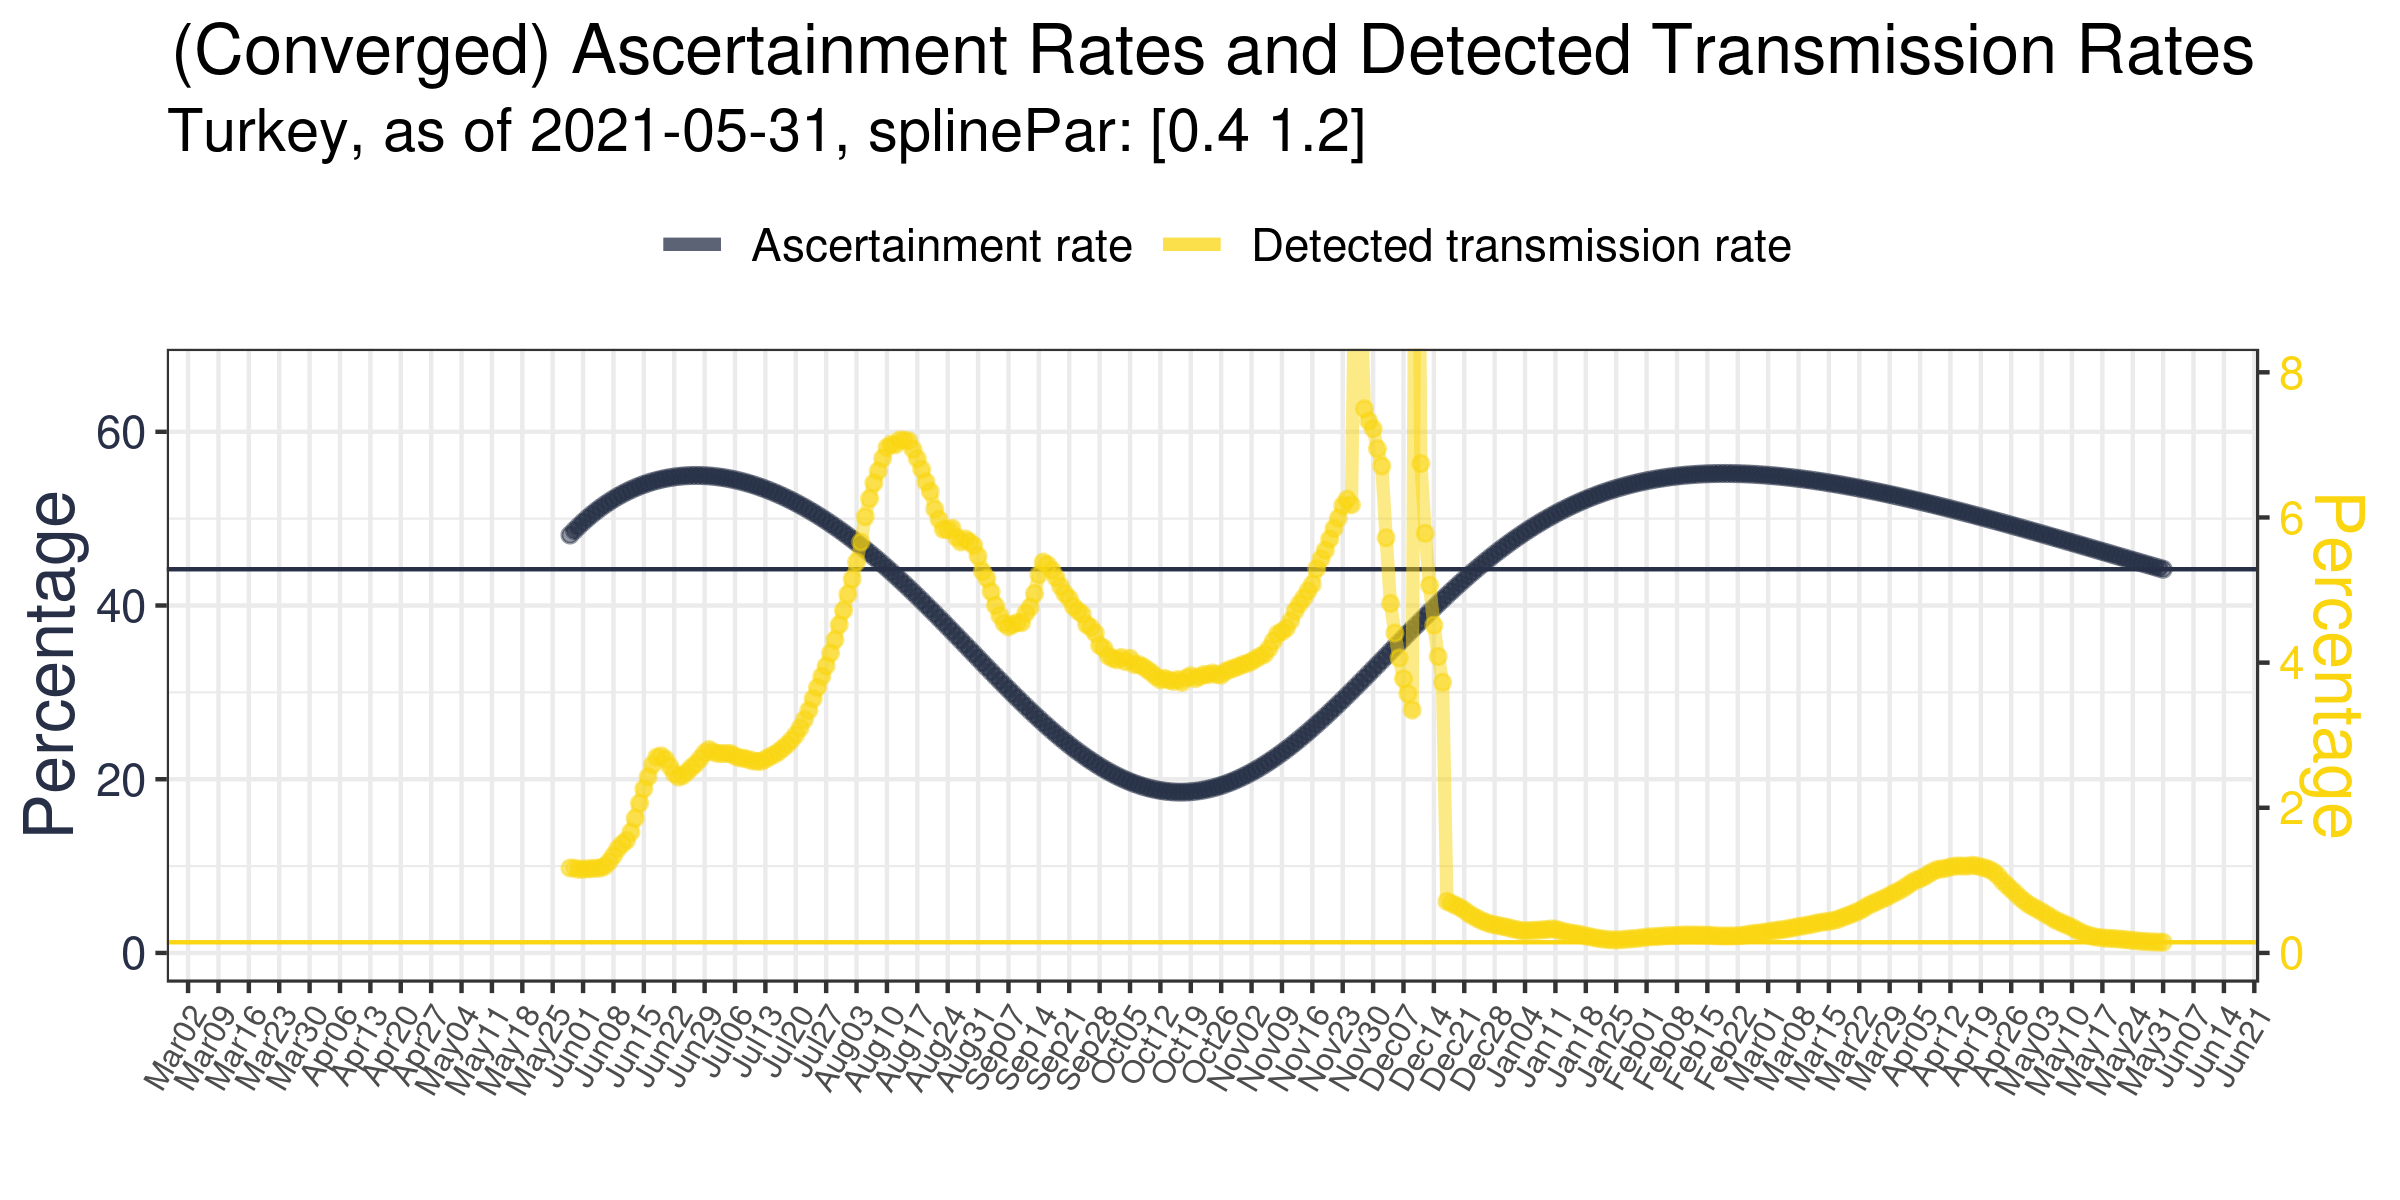 (Converged) Ascertainment Rates and Detected Transmission Rates
Turkey, as of 2021-05-31, splinePar: [0.4 1.2]
Ascertainment rate Detected transmission rate
Percentage
60
40
20
0
8
6
4
2
0
Percentage
Mar02 Mar09 Mar16 Mar23 Mar30 Apr06 Apr13 Apr20 Apr27 May04 May11 May18 May25 Jun01 Jun08 Jun15 Jun22 Jun29 Jul06 Jul13 Jul20 Jul27 Aug03 Aug10 Aug17 Aug24 Aug31 Sep07 Sep14 Sep21 Sep28 Oct05 Oct12 Oct19 Oct26 Nov02 Nov09 Nov16 Nov23 Nov30 Dec07 Dec14 Dec21 Dec28 Jan04 Jan11 Jan18 Jan25 Feb01 Feb08 Feb15 Feb22 Mar01 Mar08 Mar15 Mar22 Mar29 Apr05 Apr12 Apr19 Apr26 May03 May10 May17 May24 May31 Jun07 Jun14 Jun21